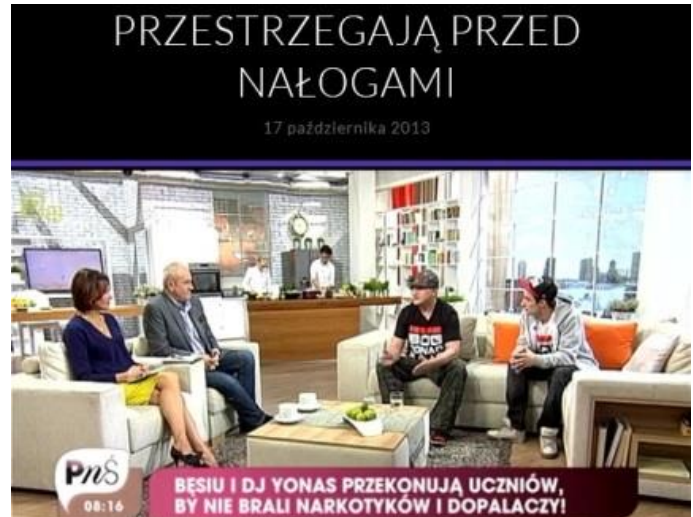 PRZESTRZEGAJĄ PRZED
NAŁOGAMI
17 października 2013
PnŚ
08:16
BĘSIU I DJ YONAS PRZEKONUJĄ UCZNIÓW,
BY NIE BRALI NARKOTYKÓW I DOPALACZY!